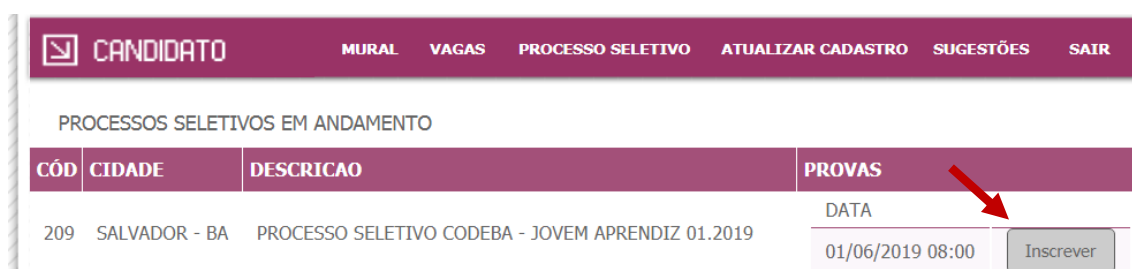 CANDIDATO MURAL VAGAS PROCESSO SELETIVO ATUALIZAR CADASTRO SUGESTÕES SAIR
PROCESSOS SELETIVOS EM ANDAMENTO
CÓD CIDADE DESCRICAO PROVAS
DATA
209 SALVADOR - BA PROCESSO SELETIVO CODEBA - JOVEM APRENDIZ 01.2019
01/06/2019 08:00 Inscrever